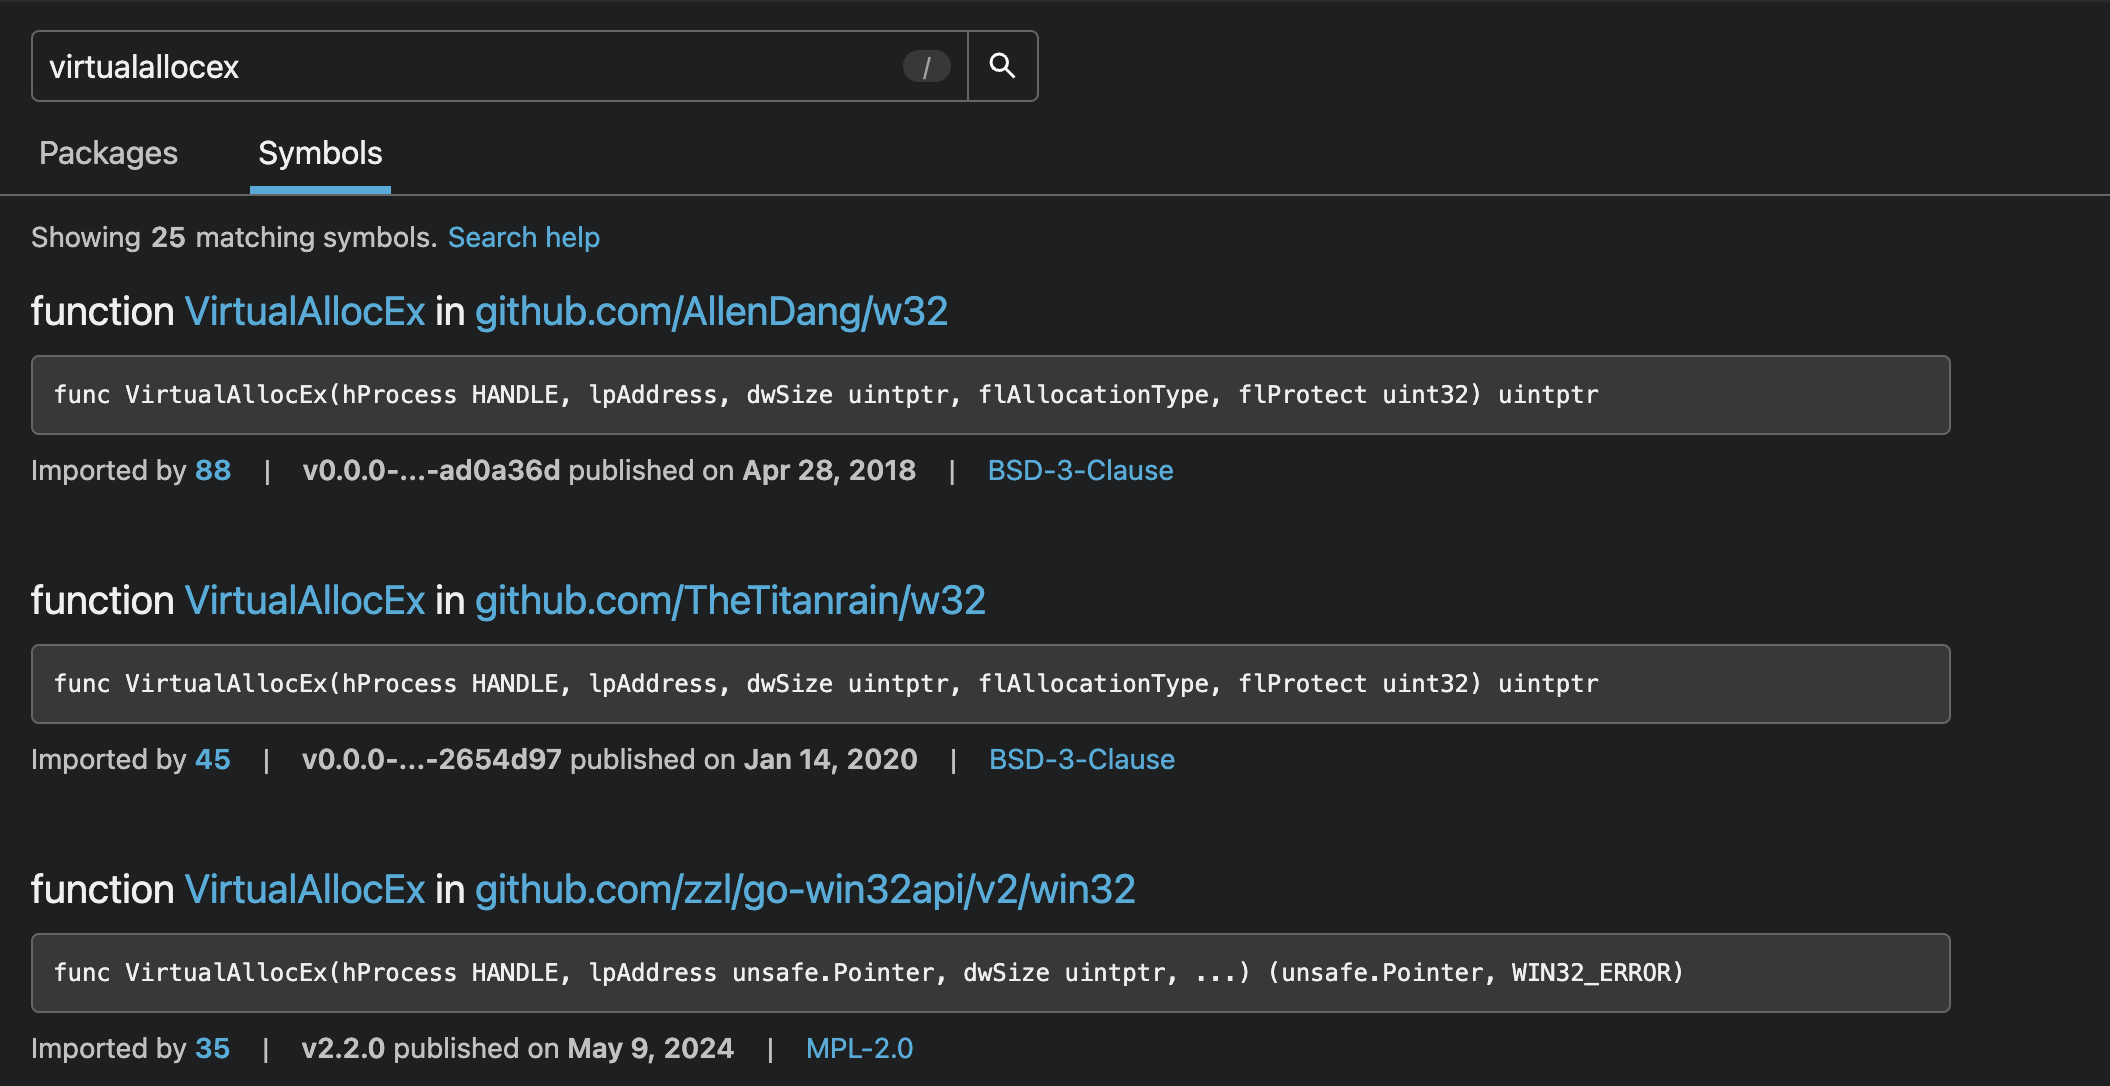 virtualallocex /
Packages Symbols
Showing 25 matching symbols. Search help
function VirtualAllocEx in github.com/AllenDang/w32
func VirtualAllocEx(hProcess HANDLE, lpAddress, dwSize uintptr, flAllocationType, flProtect uint32) uintptr
Imported by 88 | v0.0.0-...-ad0a36d published on Apr 28, 2018 | BSD-3-Clause
function VirtualAllocEx in github.com/TheTitanrain/w32
func VirtualAllocEx(hProcess HANDLE, lpAddress, dwSize uintptr, flAllocationType, flProtect uint32) uintptr
Imported by 45 | v0.0.0-...-2654d97 published on Jan 14, 2020 | BSD-3-Clause
function VirtualAllocEx in github.com/zzl/go-win32api/v2/win32
func VirtualAllocEx(hProcess HANDLE, lpAddress unsafe.Pointer, dwSize uintptr, ...) (unsafe.Pointer, WIN32_ERROR)
Imported by 35 | v2.2.0 published on May 9, 2024 | MPL-2.0